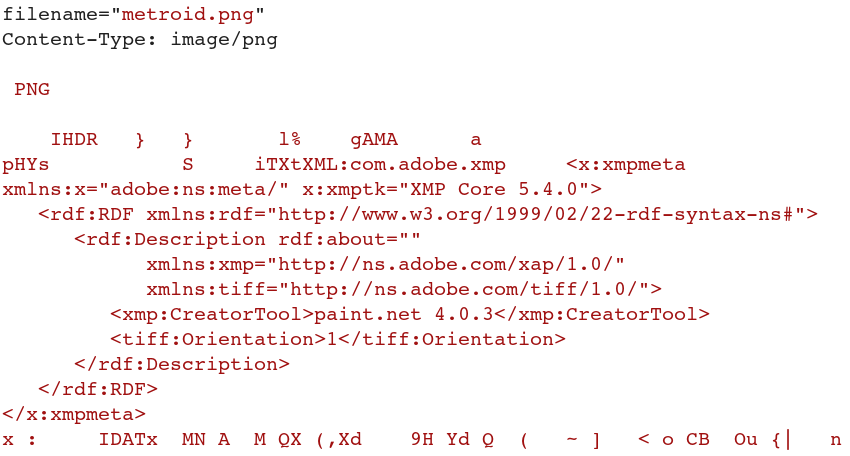 filename="metroid.png"
Content-Type: image/png
PNG
IHDR } } l% gAMA a
pHYs S iTXtXML:com.adobe.xmp <x:xmpmeta
xmlns:x="adobe:ns:meta/" x:xmptk="XMP Core 5.4.0">
<rdf:RDF xmlns:rdf="http://www.w3.org/1999/02/22-rdf-syntax-ns#">
<rdf:Description rdf:about=""
xmlns:xmp="http://ns.adobe.com/xap/1.0/"
xmlns:tiff="http://ns.adobe.com/tiff/1.0/">
<xmp:CreatorTool>paint.net 4.0.3</xmp:CreatorTool>
<tiff:Orientation>1</tiff:Orientation>
</rdf:Description>
</rdf:RDF>
</x:xmpmeta>
x : IDATx MN A M QX (,Xd 9H Yd Q ( ~ ] < o CB Ou {| n